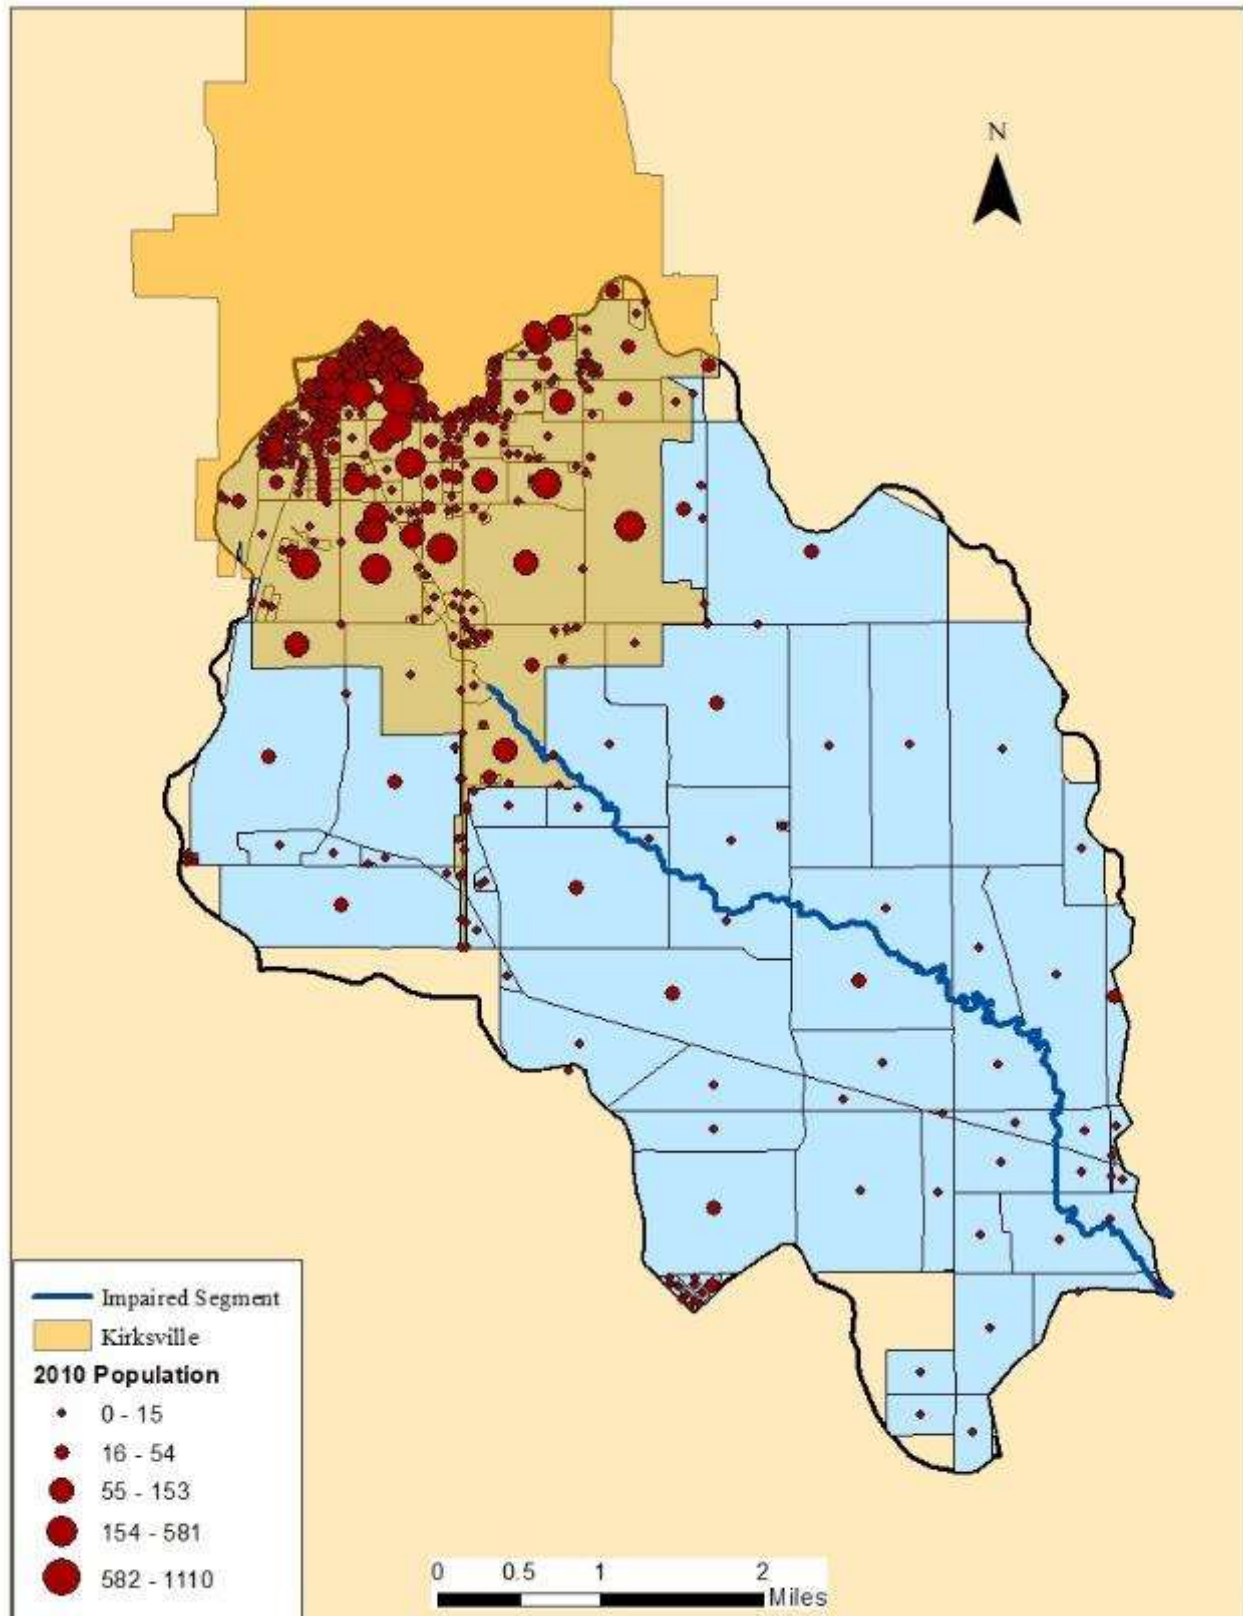 N
Impaired Segment
Kirksville
2010 Population
0 - 15
16 - 54
55 - 153
154 - 581
582 - 1110
0 0.5 1 2
Miles